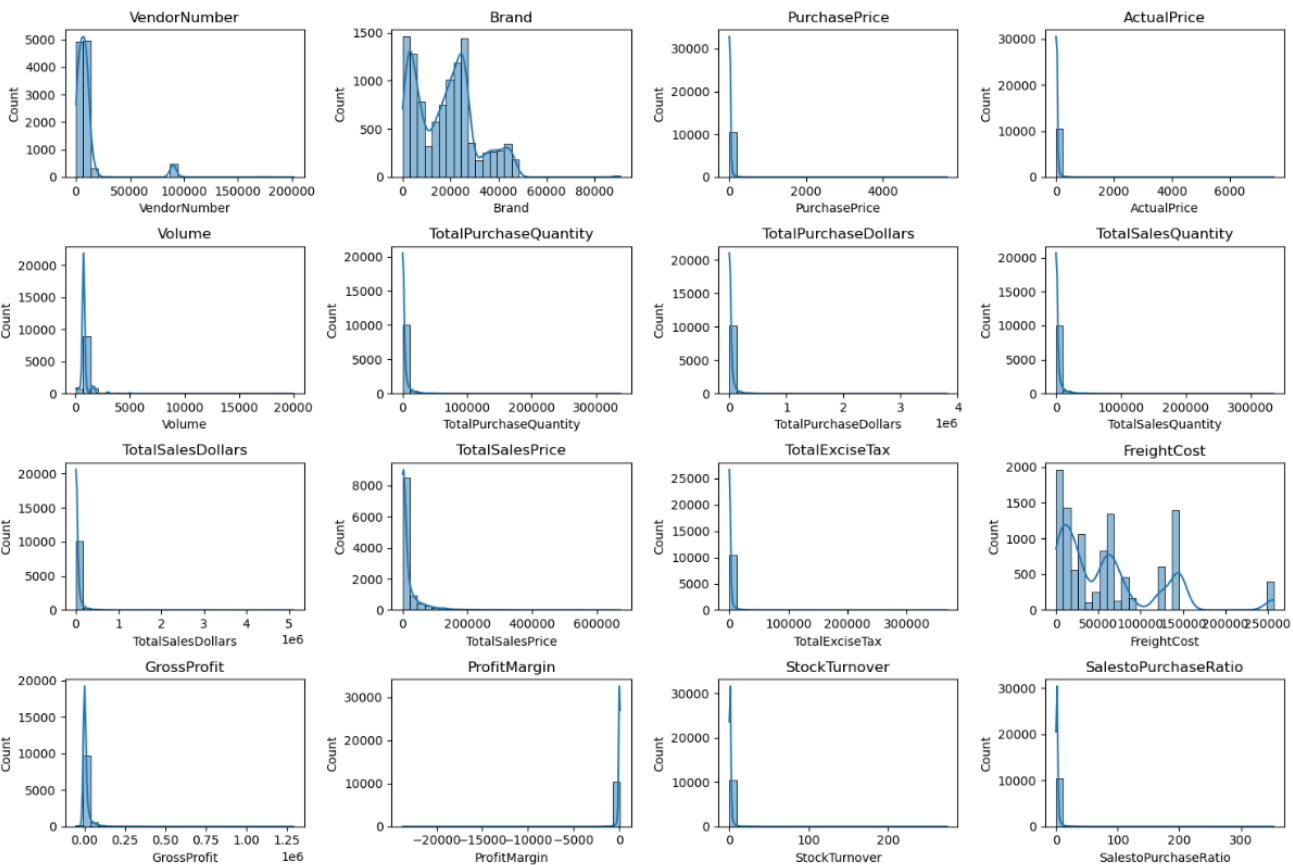 VendorNumber
Brand
PurchasePrice
ActualPrice
5000
4000
3000
2000
1000
0
Count
0 50000 100000 150000 200000
VendorNumber
1500
1000
500
0
Count
0 20000 40000 60000 80000
Brand
30000
20000
10000
0
Count
0 2000 4000
PurchasePrice
30000
25000
20000
15000
10000
5000
0
Count
0 2000 4000 6000
ActualPrice
Volume
TotalPurchaseQuantity
TotalPurchaseDollars
TotalSalesQuantity
20000
15000
10000
5000
0
Count
0 5000 10000 15000 20000
Volume
20000
15000
10000
5000
0
Count
0 100000 200000 300000
TotalPurchaseQuantity
20000
15000
10000
5000
0
Count
0 1 2 3 4
1e6
TotalPurchaseDollars
20000
15000
10000
5000
0
Count
0 100000 200000 300000
TotalSalesQuantity
TotalSalesDollars
TotalSalesPrice
TotalExciseTax
FreightCost
20000
15000
10000
5000
0
Count
0 1 2 3 4 5
1e6
TotalSalesDollars
8000
6000
4000
2000
0
Count
0 200000 400000 600000
TotalSalesPrice
25000
20000
15000
10000
5000
0
Count
0 100000 200000 300000
TotalExciseTax
2000
1500
1000
500
0
Count
0 50000 100000 150000 200000 250000
FreightCost
GrossProfit
ProfitMargin
StockTurnover
SalestoPurchaseRatio
20000
15000
10000
5000
0
Count
0.00 0.25 0.50 0.75 1.00 1.25
1e6
GrossProfit
30000
20000
10000
0
Count
−20000 −15000 −10000 −5000 0
ProfitMargin
30000
20000
10000
0
Count
0 100 200
StockTurnover
30000
25000
20000
15000
10000
5000
0
Count
0 100 200 300
SalestoPurchaseRatio